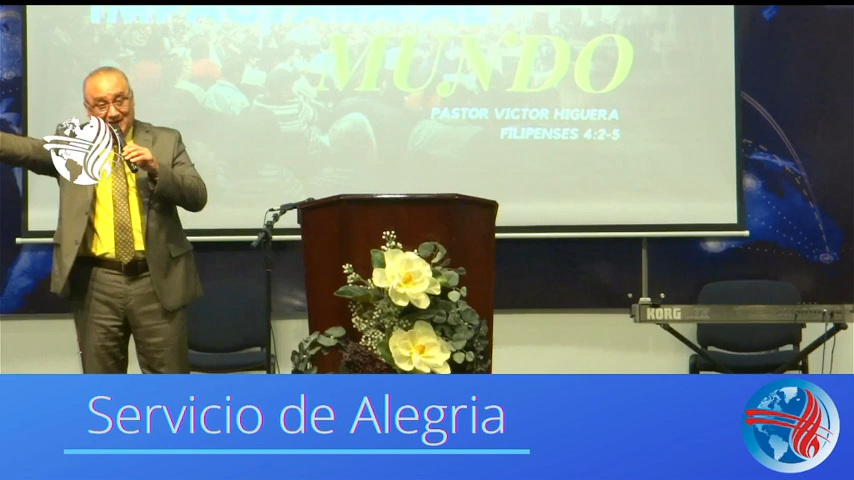 MUNDO
PASTOR VICTOR HIGUERA
FILIPENSES 4:2-5
KORG
Servicio de Alegria